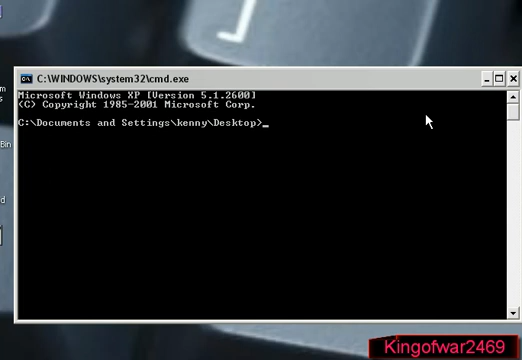 C:\WINDOWS\system32\cmd.exe
Microsoft Windows XP [Version 5.1.2600]
(C) Copyright 1985-2001 Microsoft Corp.
C:\Documents and Settings\kenny\Desktop>_
Bin
Kingofwar2469